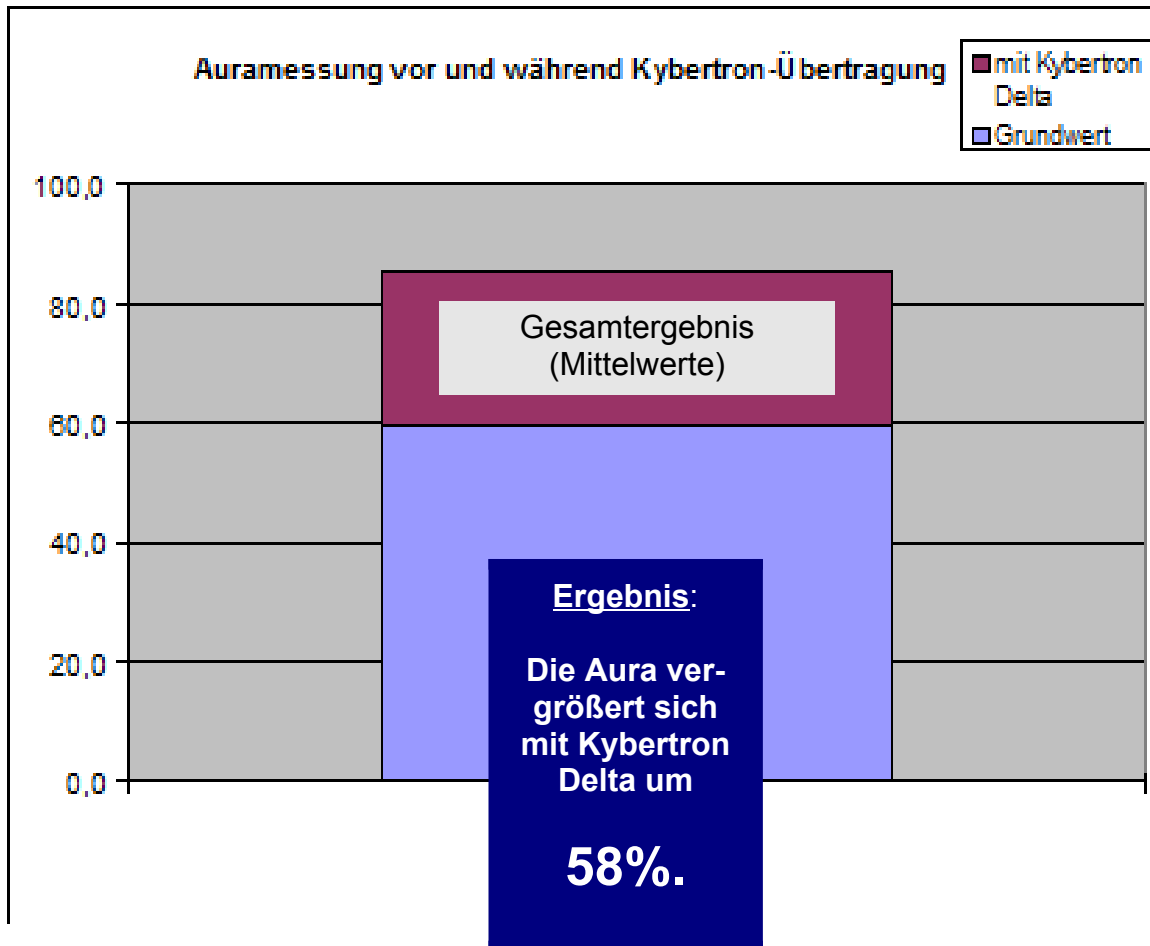 Auramessung vor und während Kybertron-Übertragung
mit Kybertron
Delta
Grundwert
100,0
80,0
60,0
40,0
20,0
0,0
Gesamtergebnis
(Mittelwerte)
Ergebnis:
Die Aura ver-
größert sich
mit Kybertron
Delta um
58%.